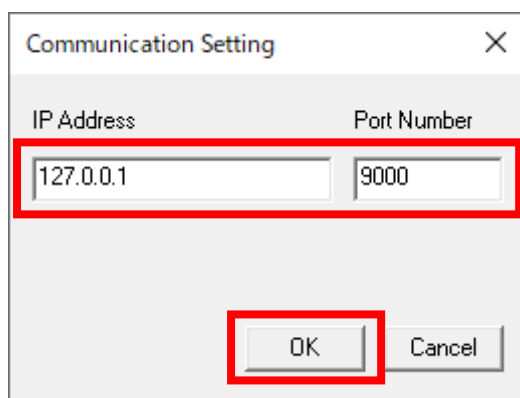 Communication Setting
IP Address Port Number
127.0.0.1 9000
OK Cancel